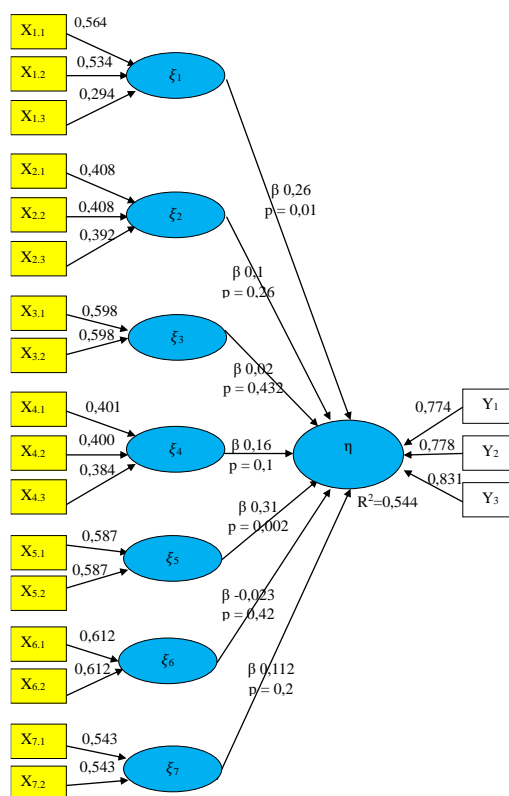 X1.1
0,564
X1.2
0,534
X1.3
0,294
ξ1
X2.1
0,408
X2.2
0,408
X2.3
0,392
ξ2
β 0,26
p = 0,01
β 0,1
p = 0,26
X3.1
0,598
X3.2
0,598
ξ3
β 0,02
p = 0,432
X4.1
0,401
X4.2
0,400
X4.3
0,384
ξ4
β 0,16
p = 0,1
η
R2=0,544
0,774
Y1
0,778
Y2
0,831
Y3
X5.1
0,587
X5.2
0,587
ξ5
β 0,31
p = 0,002
X6.1
0,612
X6.2
0,612
ξ6
β -0,023
p = 0,42
X7.1
0,543
X7.2
0,543
ξ7
β 0,112
p = 0,2